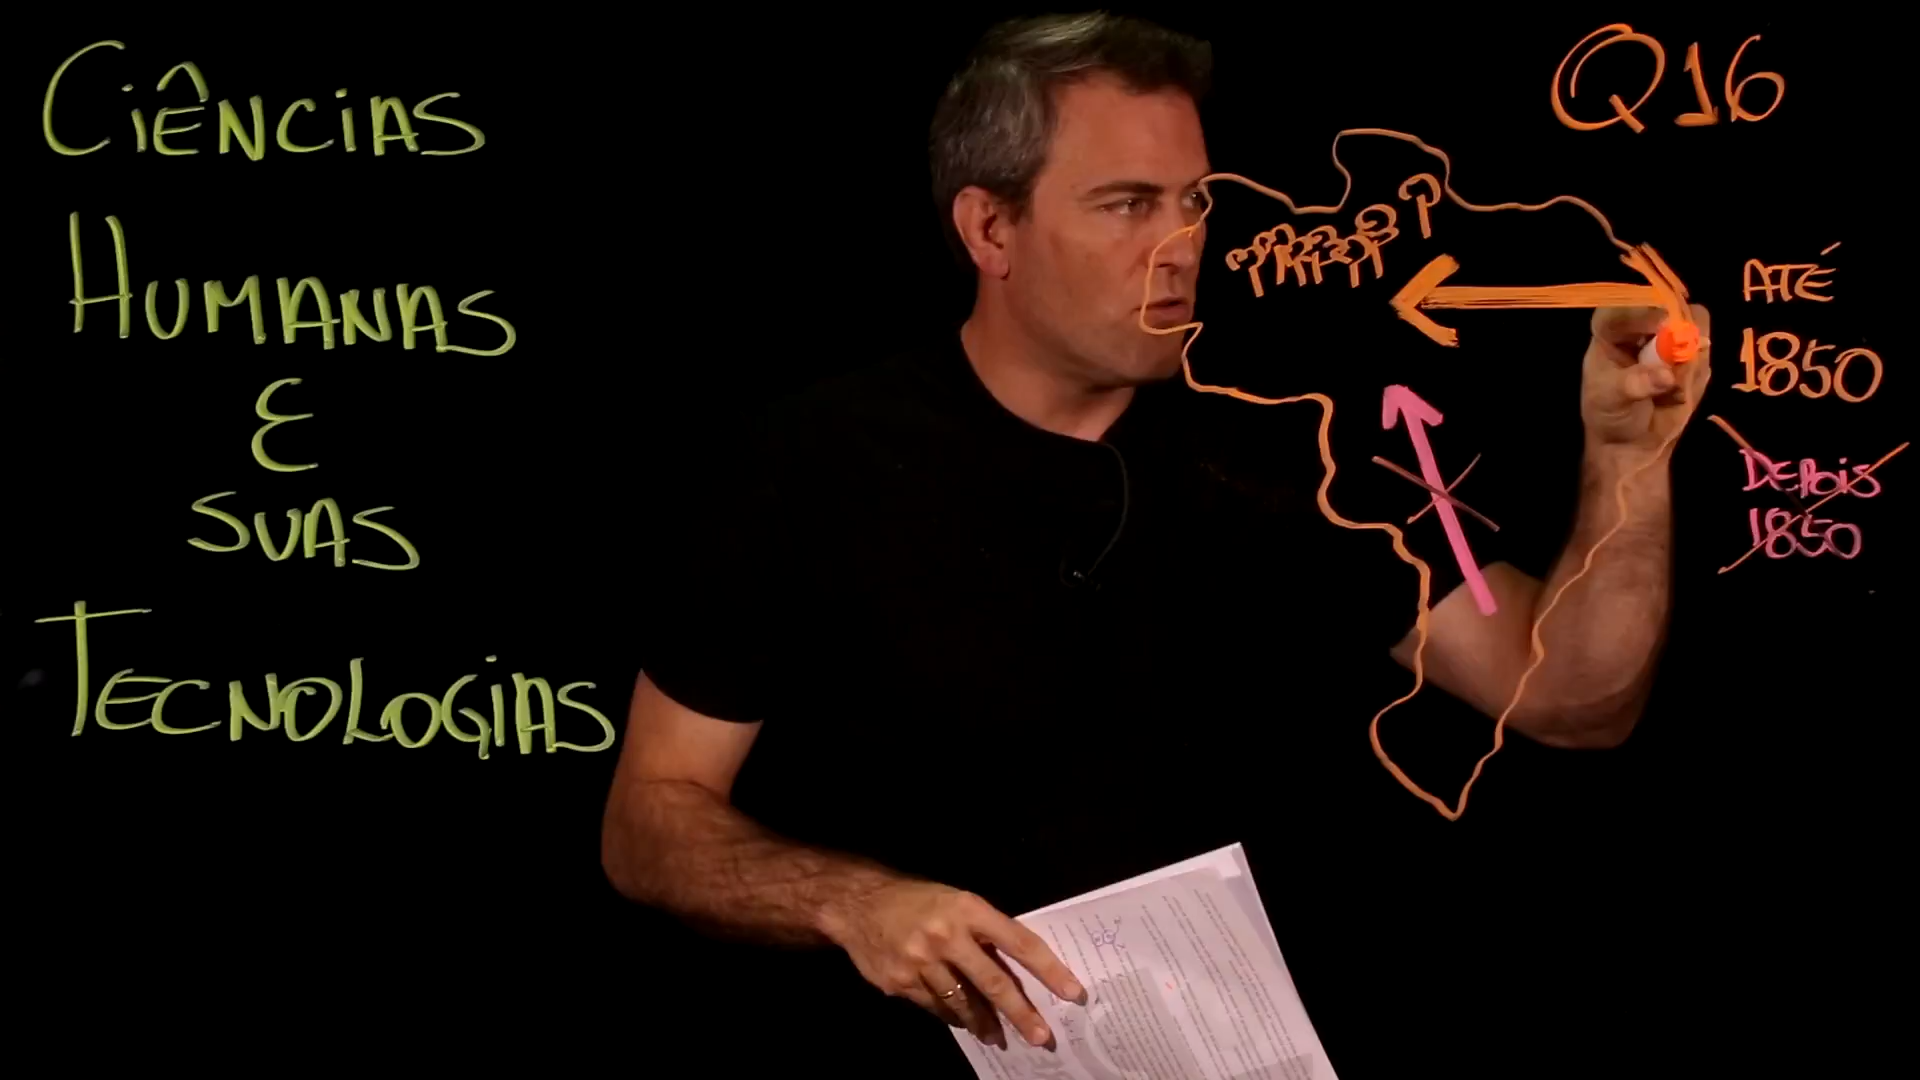 CIÊNCIAS
HUMANAS
E
SUAS
TECNOLOGIAS
Q16
ATÉ
1850
DEPOIS
1850